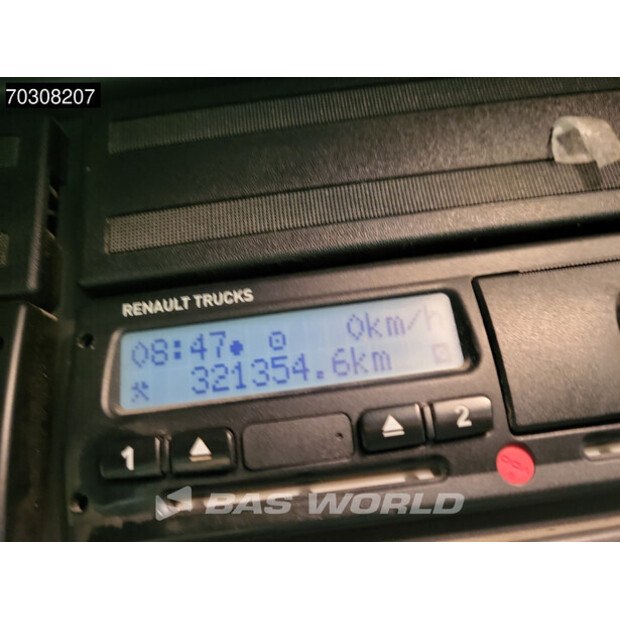 70308207
RENAULT TRUCKS
08:47 0km/h
321354.6km
1 2
BAS WORLD